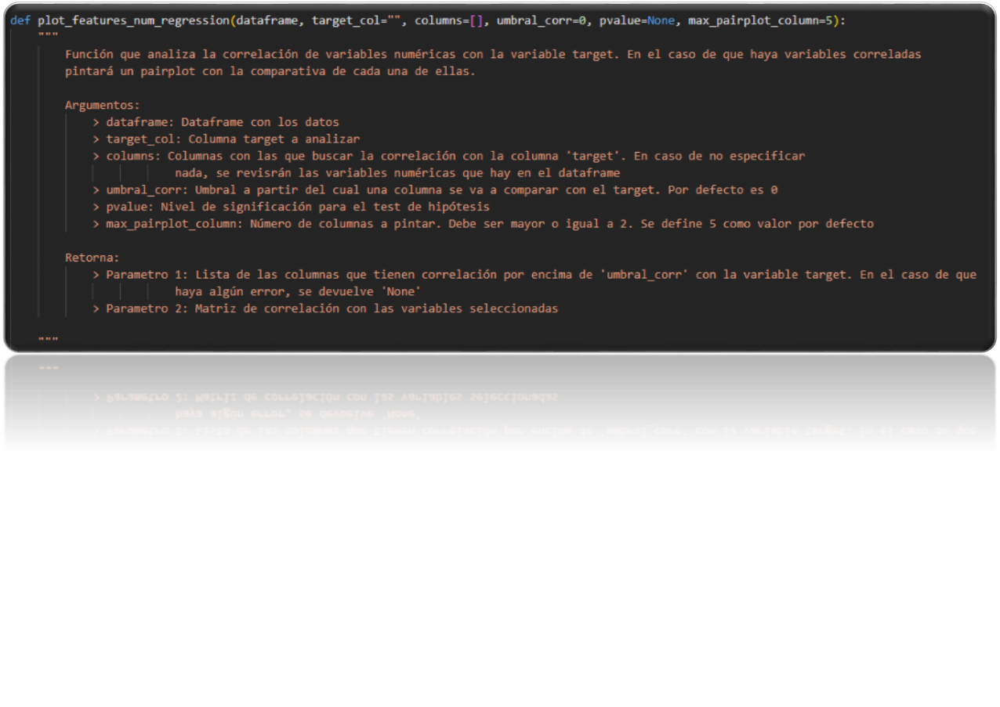 def plot_features_num_regression(dataframe, target_col="", columns=[], umbral_corr=0, pvalue=None, max_pairplot_column=5):
"""
Función que analiza la correlación de variables numéricas con la variable target. En el caso de que haya variables correladas
pintará un pairplot con la comparativa de cada una de ellas.
Argumentos:
> dataframe: Dataframe con los datos
> target_col: Columna target a analizar
> columns: Columnas con las que buscar la correlación con la columna 'target'. En caso de no especificar
nada, se revisrán las variables numéricas que hay en el dataframe
> umbral_corr: Umbral a partir del cual una columna se va a comparar con el target. Por defecto es 0
> pvalue: Nivel de significación para el test de hipótesis
> max_pairplot_column: Número de columnas a pintar. Debe ser mayor o igual a 2. Se define 5 como valor por defecto
Retorna:
> Parametro 1: Lista de las columnas que tienen correlación por encima de 'umbral_corr' con la variable target. En el caso de que
haya algún error, se devuelve 'None'
> Parametro 2: Matriz de correlación con las variables seleccionadas
"""